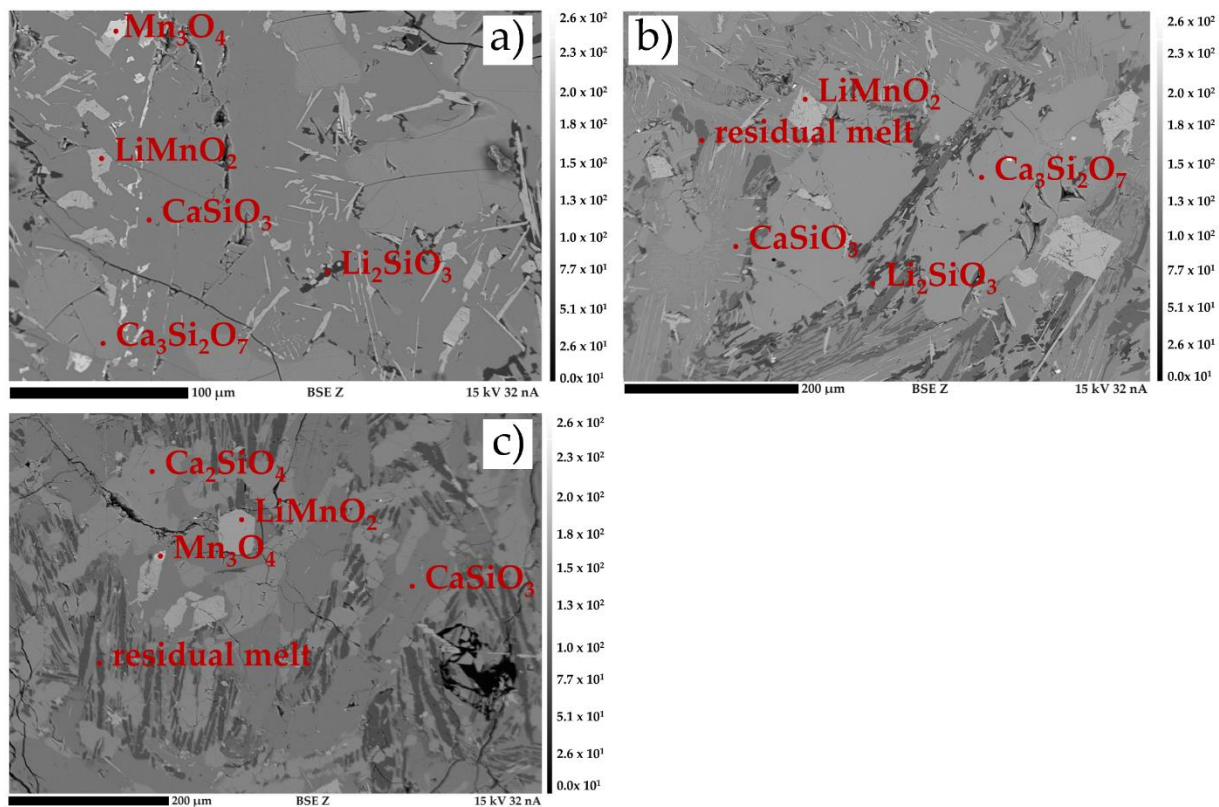 a)
Mn₃O₄
LiMnO₂
CaSiO₃
Li₂SiO₃
Ca₃Si₂O₇
2.6 x 10²
2.3 x 10²
2.0 x 10²
1.8 x 10²
1.5 x 10²
1.3 x 10²
1.0 x 10²
7.7 x 10¹
5.1 x 10¹
2.6 x 10¹
0.0x 10¹
100 µm BSE Z 15 kV 32 nA
b)
LiMnO₂
residual melt
Ca₃Si₂O₇
CaSiO₃
Li₂SiO₃
2.6 x 10²
2.3 x 10²
2.0 x 10²
1.8 x 10²
1.5 x 10²
1.3 x 10²
1.0 x 10²
7.7 x 10¹
5.1 x 10¹
2.6 x 10¹
0.0x 10¹
200 µm BSE Z 15 kV 32 nA
c)
Ca₂SiO₄
LiMnO₂
Mn₃O₄
CaSiO₃
residual melt
2.6 x 10²
2.3 x 10²
2.0 x 10²
1.8 x 10²
1.5 x 10²
1.3 x 10²
1.0 x 10²
7.7 x 10¹
5.1 x 10¹
2.6 x 10¹
0.0x 10¹
200 µm BSE Z 15 kV 32 nA